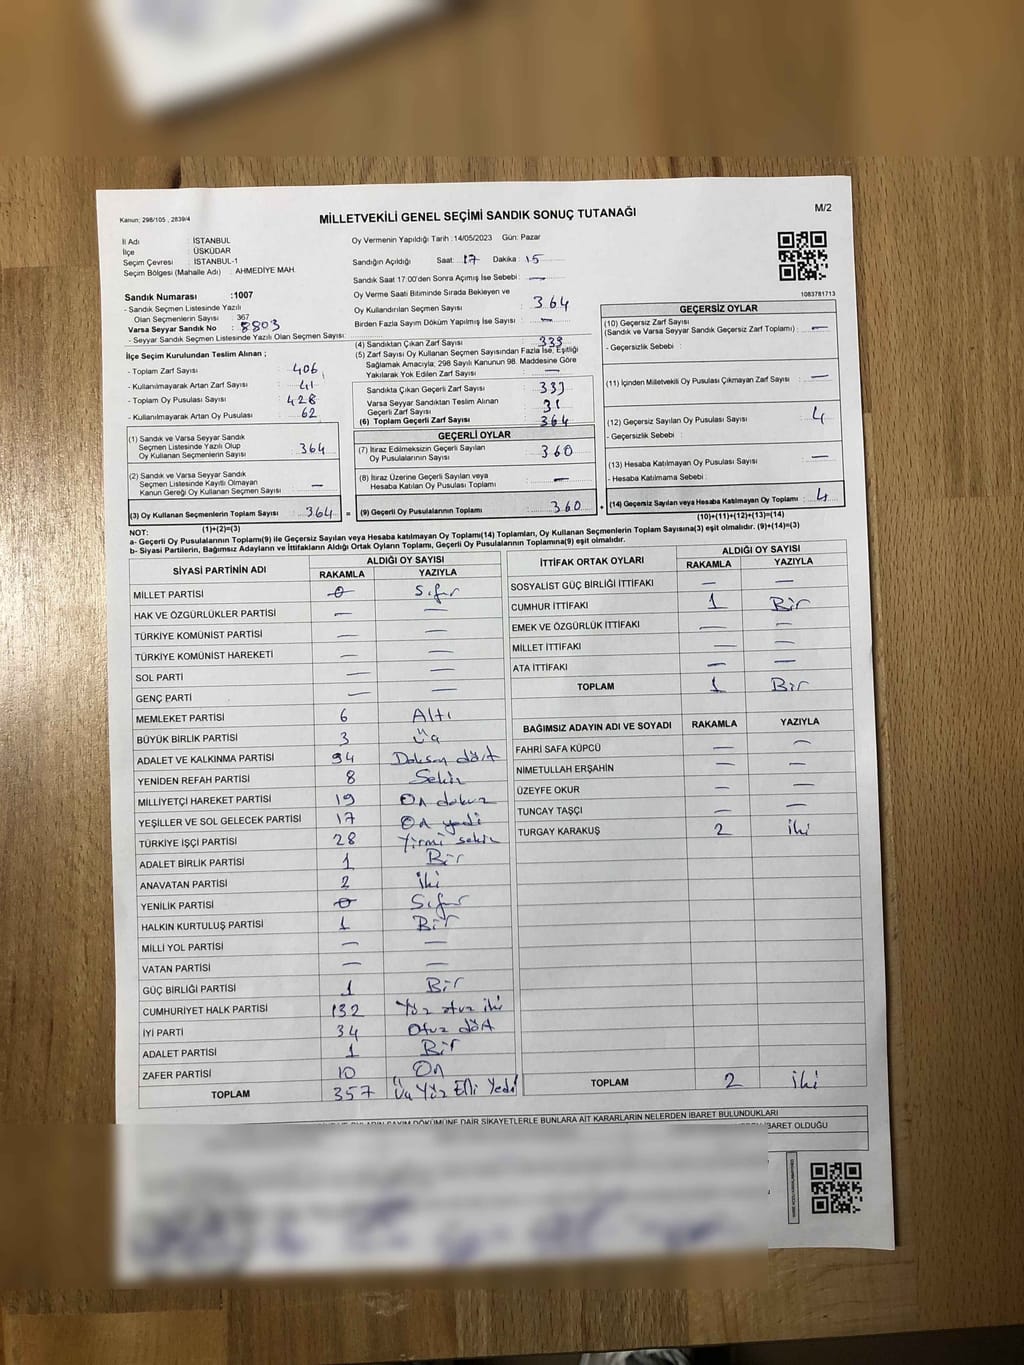 Kanun; 298/105 , 2839/4
MİLLETVEKİLİ GENEL SEÇİMİ SANDIK SONUÇ TUTANAĞI
M/2
İl Adı : İSTANBUL
İlçe : ÜSKÜDAR
Seçim Çevresi : İSTANBUL-1
Seçim Bölgesi (Mahalle Adı) : AHMEDİYE MAH.
Oy Vermenin Yapıldığı Tarih :14/05/2023 Gün: Pazar
Sandığın Açıldığı Saat: 17 Dakika: 15
Sandık Saat 17:00'den Sonra Açımış İse Sebebi : —
Oy Verme Saati Bitiminde Sırada Bekleyen ve
Oy Kullandırılan Seçmen Sayısı : 364
Birden Fazla Sayım Döküm Yapılmış İse Sayısı : —
1083781713
Sandık Numarası :1007
- Sandık Seçmen Listesinde Yazılı
Olan Seçmenlerin Sayısı : 367
Varsa Seyyar Sandık No : 8803
- Seyyar Sandık Seçmen Listesinde Yazılı Olan Seçmen Sayısı:
İlçe Seçim Kurulundan Teslim Alınan ;
- Toplam Zarf Sayısı : 406
- Kullanılmayarak Artan Zarf Sayısı : 41
- Toplam Oy Pusulası Sayısı : 428
- Kullanılmayarak Artan Oy Pusulası : 62
(1) Sandık ve Varsa Seyyar Sandık
Seçmen Listesinde Yazılı Olup
Oy Kullanan Seçmenlerin Sayısı : 364
(2) Sandık ve Varsa Seyyar Sandık
Seçmen Listesinde Kayıtlı Olmayan
Kanun Gereği Oy Kullanan Seçmen Sayısı : —
(3) Oy Kullanan Seçmenlerin Toplam Sayısı : 364
(1)+(2)=(3)
(4) Sandıktan Çıkan Zarf Sayısı : 333
(5) Zarf Sayısı Oy Kullanan Seçmen Sayısından Fazla İse, Eşitliği
Sağlamak Amacıyla; 298 Sayılı Kanunun 98. Maddesine Göre
Yakılarak Yok Edilen Zarf Sayısı : —
Sandıkta Çıkan Geçerli Zarf Sayısı : 333
Varsa Seyyar Sandıktan Teslim Alınan
Geçerli Zarf Sayısı : 31
(6) Toplam Geçerli Zarf Sayısı : 364
GEÇERLİ OYLAR
(7) İtiraz Edilmeksizin Geçerli Sayılan
Oy Pusulalarının Sayısı : 360
(8) İtiraz Üzerine Geçerli Sayılan veya
Hesaba Katılan Oy Pusulası Toplamı : —
= (9) Geçerli Oy Pusulalarının Toplamı : 360
GEÇERSİZ OYLAR
(10) Geçersiz Zarf Sayısı
(Sandık ve Varsa Seyyar Sandık Geçersiz Zarf Toplamı) : —
- Geçersizlik Sebebi :
(11) İçinden Milletvekili Oy Pusulası Çıkmayan Zarf Sayısı : —
(12) Geçersiz Sayılan Oy Pusulası Sayısı : 4
- Geçersizlik Sebebi :
(13) Hesaba Katılmayan Oy Pusulası Sayısı : —
- Hesaba Katılmama Sebebi :
+ (14) Geçersiz Sayılan veya Hesaba Katılmayan Oy Toplamı : 4
(10)+(11)+(12)+(13)=(14)
NOT:
a- Geçerli Oy Pusulalarının Toplamı(9) ile Geçersiz Sayılan veya Hesaba katılmayan Oy Toplamı(14) Toplamları, Oy Kullanan Seçmenlerin Toplam Sayısına(3) eşit olmalıdır. (9)+(14)=(3)
b- Siyasi Partilerin, Bağımsız Adayların ve İttifakların Aldığı Ortak Oyların Toplamı, Geçerli Oy Pusulalarının Toplamına(9) eşit olmalıdır.
SİYASİ PARTİNİN ADI ALDIĞI OY SAYISI
RAKAMLA YAZIYLA
MİLLET PARTİSİ 0 Sıfır
HAK VE ÖZGÜRLÜKLER PARTİSİ — —
TÜRKİYE KOMÜNİST PARTİSİ — —
TÜRKİYE KOMÜNİST HAREKETİ — —
SOL PARTİ — —
GENÇ PARTİ — —
MEMLEKET PARTİSİ 6 Altı
BÜYÜK BİRLİK PARTİSİ 3 Üç
ADALET VE KALKINMA PARTİSİ 94 Doksan dört
YENİDEN REFAH PARTİSİ 8 Sekiz
MİLLİYETÇİ HAREKET PARTİSİ 19 On dokuz
YEŞİLLER VE SOL GELECEK PARTİSİ 17 On yedi
TÜRKİYE İŞÇİ PARTİSİ 28 Yirmi sekiz
ADALET BİRLİK PARTİSİ 1 Bir
ANAVATAN PARTİSİ 2 İki
YENİLİK PARTİSİ 0 Sıfır
HALKIN KURTULUŞ PARTİSİ 1 Bir
MİLLİ YOL PARTİSİ — —
VATAN PARTİSİ — —
GÜÇ BİRLİĞİ PARTİSİ 1 Bir
CUMHURİYET HALK PARTİSİ 132 Yüz otuz iki
İYİ PARTİ 34 Otuz dört
ADALET PARTİSİ 1 Bir
ZAFER PARTİSİ 10 On
TOPLAM 357 Üç Yüz Elli Yedi
İTTİFAK ORTAK OYLARI ALDIĞI OY SAYISI
RAKAMLA YAZIYLA
SOSYALİST GÜÇ BİRLİĞİ İTTİFAKI — —
CUMHUR İTTİFAKI 1 Bir
EMEK VE ÖZGÜRLÜK İTTİFAKI — —
MİLLET İTTİFAKI — —
ATA İTTİFAKI — —
TOPLAM 1 Bir
BAĞIMSIZ ADAYIN ADI VE SOYADI RAKAMLA YAZIYLA
FAHRİ SAFA KÜPCÜ — —
NİMETULLAH ERŞAHİN — —
ÜZEYFE OKUR — —
TUNCAY TAŞÇI — —
TURGAY KARAKUŞ 2 iki
TOPLAM 2 iki
DÖKÜMÜNE DAİR ŞİKAYETLERLE BUNLARA AİT KARARLARIN NELERDEN İBARET BULUNDUKLARI
İBARET OLDUĞU